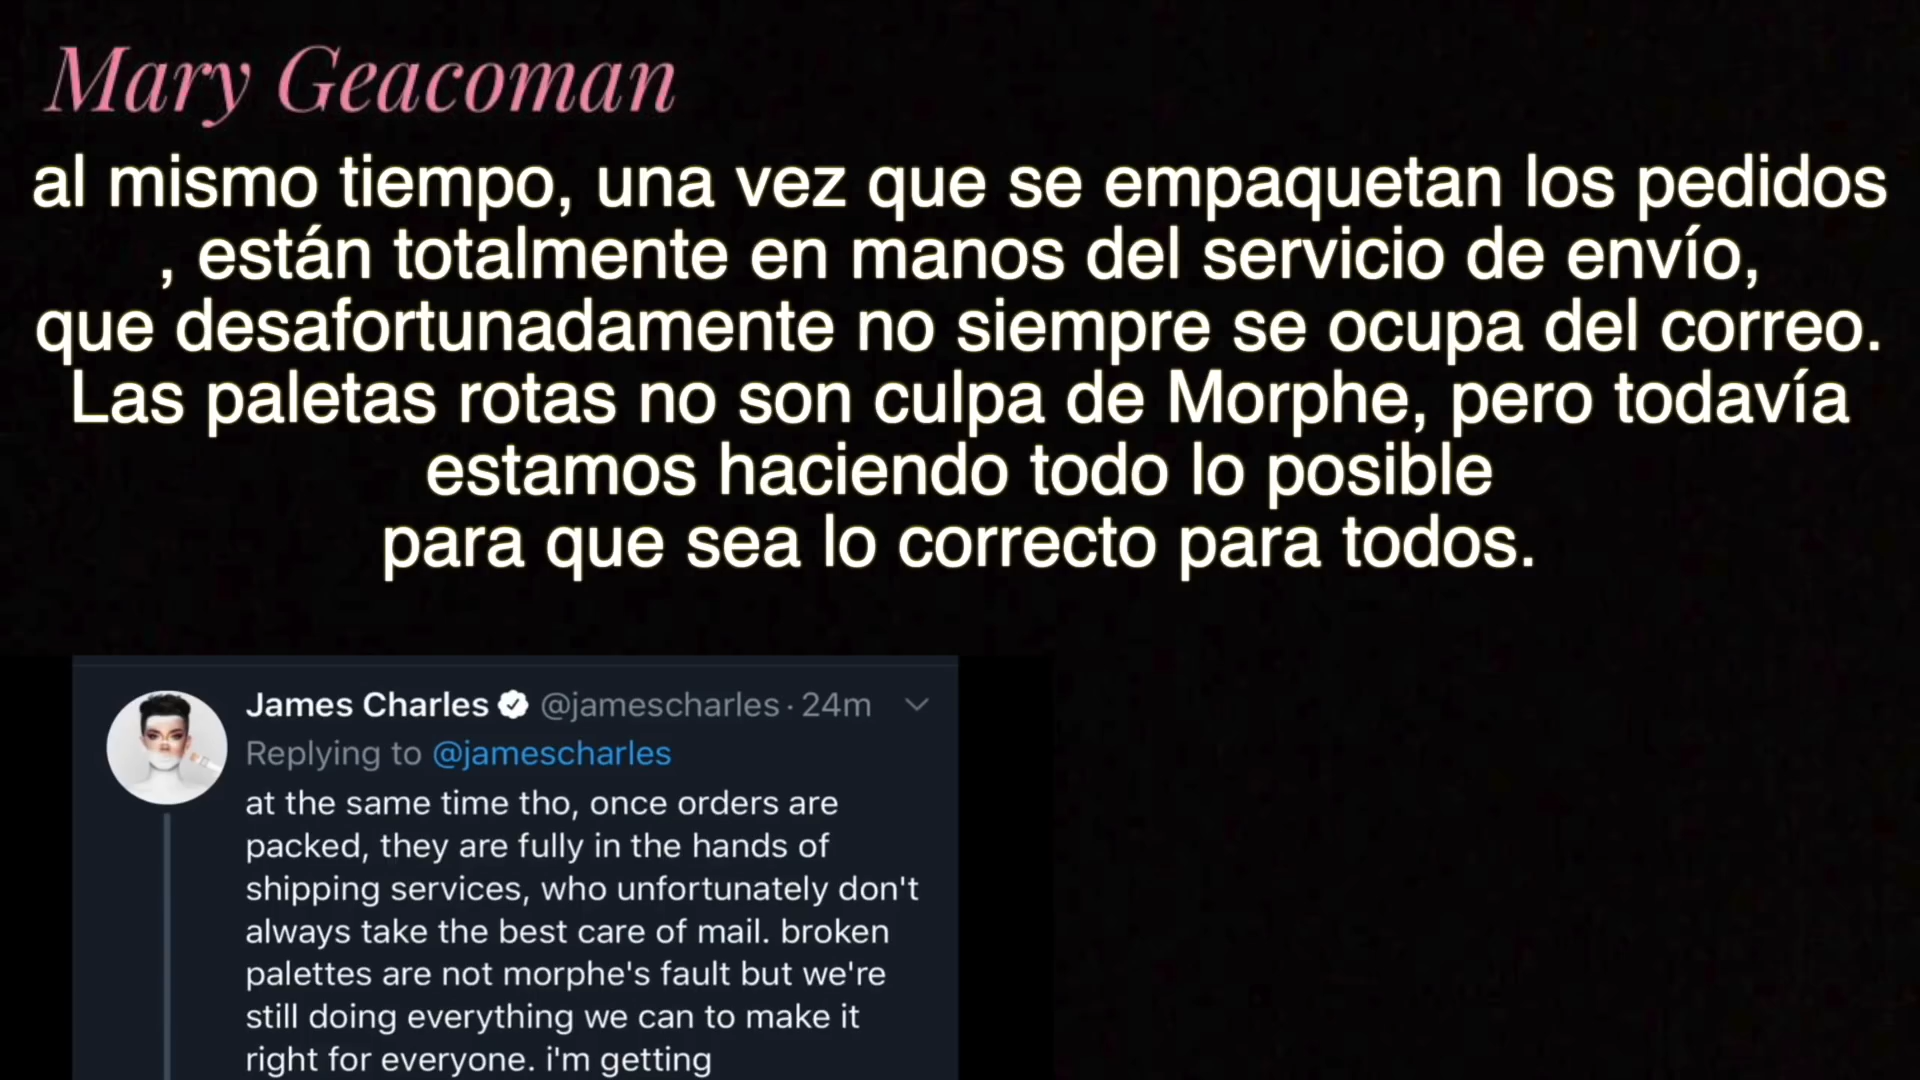 Mary Geacoman
al mismo tiempo, una vez que se empaquetan los pedidos
, están totalmente en manos del servicio de envío,
que desafortunadamente no siempre se ocupa del correo.
Las paletas rotas no son culpa de Morphe, pero todavía
estamos haciendo todo lo posible
para que sea lo correcto para todos.
James Charles @jamescharles · 24m
Replying to @jamescharles
at the same time tho, once orders are
packed, they are fully in the hands of
shipping services, who unfortunately don't
always take the best care of mail. broken
palettes are not morphe's fault but we're
still doing everything we can to make it
right for everyone. i'm getting